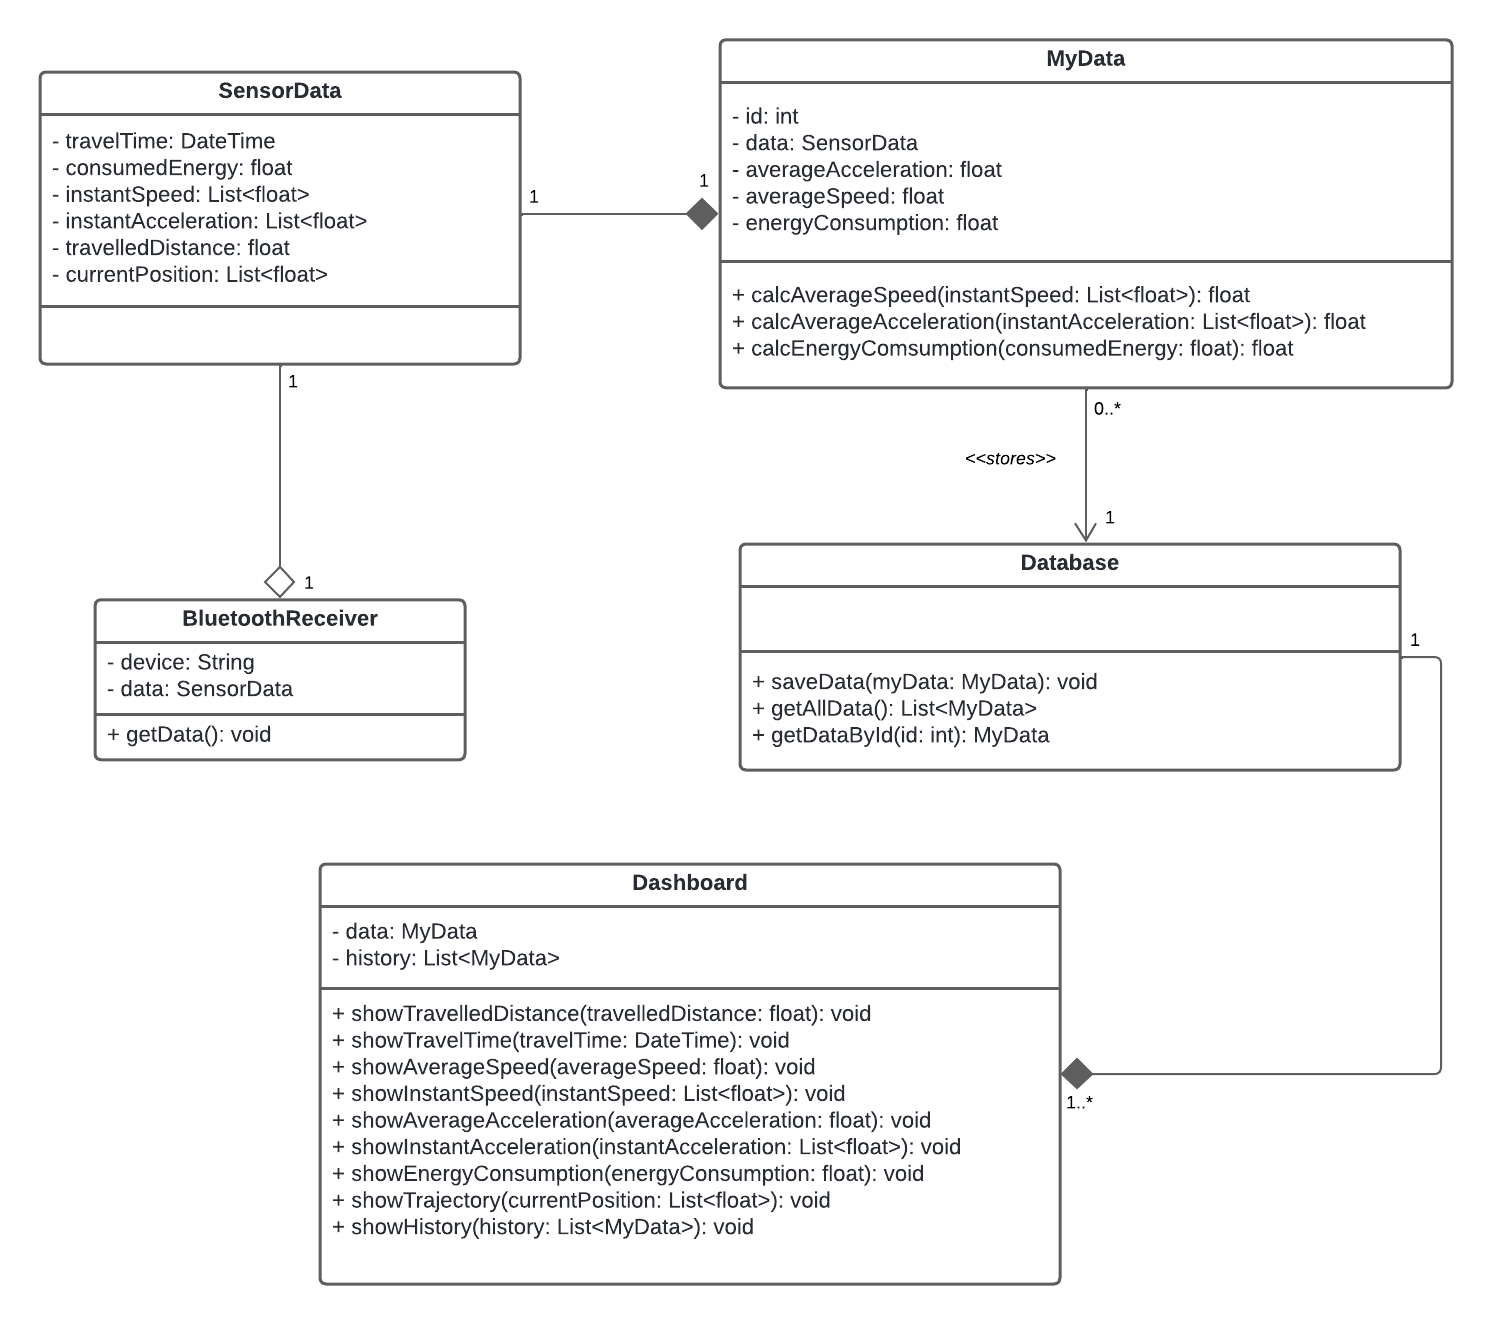 SensorData
- travelTime: DateTime
- consumedEnergy: float
- instantSpeed: List<float>
- instantAcceleration: List<float>
- travelledDistance: float
- currentPosition: List<float>
1
1
MyData
- id: int
- data: SensorData
- averageAcceleration: float
- averageSpeed: float
- energyConsumption: float
+ calcAverageSpeed(instantSpeed: List<float>): float
+ calcAverageAcceleration(instantAcceleration: List<float>): float
+ calcEnergyComsumption(consumedEnergy: float): float
1
1
0..*
<<stores>>
1
BluetoothReceiver
- device: String
- data: SensorData
+ getData(): void
Database
+ saveData(myData: MyData): void
+ getAllData(): List<MyData>
+ getDataById(id: int): MyData
1
Dashboard
- data: MyData
- history: List<MyData>
+ showTravelledDistance(travelledDistance: float): void
+ showTravelTime(travelTime: DateTime): void
+ showAverageSpeed(averageSpeed: float): void
+ showInstantSpeed(instantSpeed: List<float>): void
+ showAverageAcceleration(averageAcceleration: float): void
+ showInstantAcceleration(instantAcceleration: List<float>): void
+ showEnergyConsumption(energyConsumption: float): void
+ showTrajectory(currentPosition: List<float>): void
+ showHistory(history: List<MyData>): void
1..*